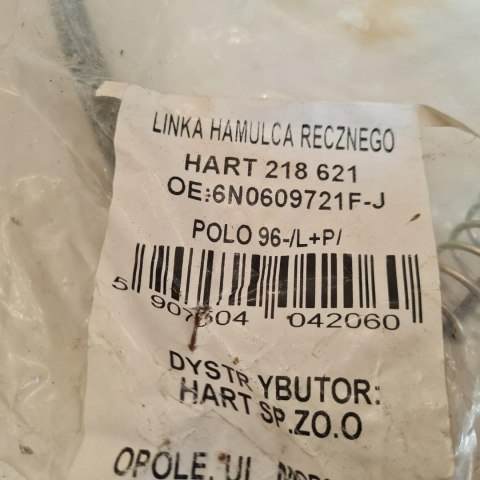 LINKA HAMULCA RECZNEGO
HART 218 621
OE:6N0609721F-J
POLO 96-/L+P/
5 907504 042060
DYSTRYBUTOR:
HART SP.ZO.O
OPOLE, UL